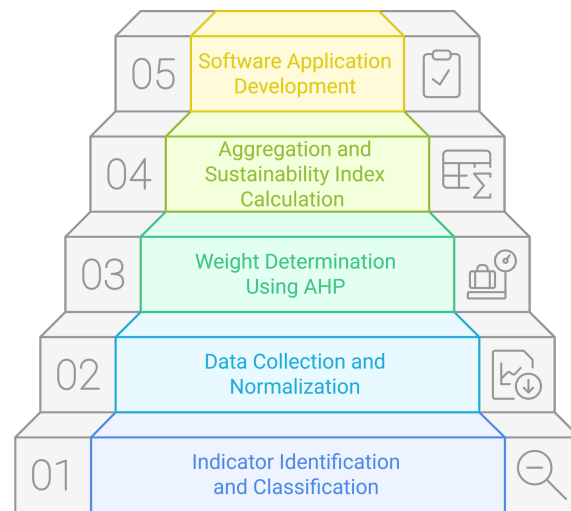 05
Software Application
Development
04
Aggregation and
Sustainability Index
Calculation
03
Weight Determination
Using AHP
02
Data Collection and
Normalization
01
Indicator Identification
and Classification